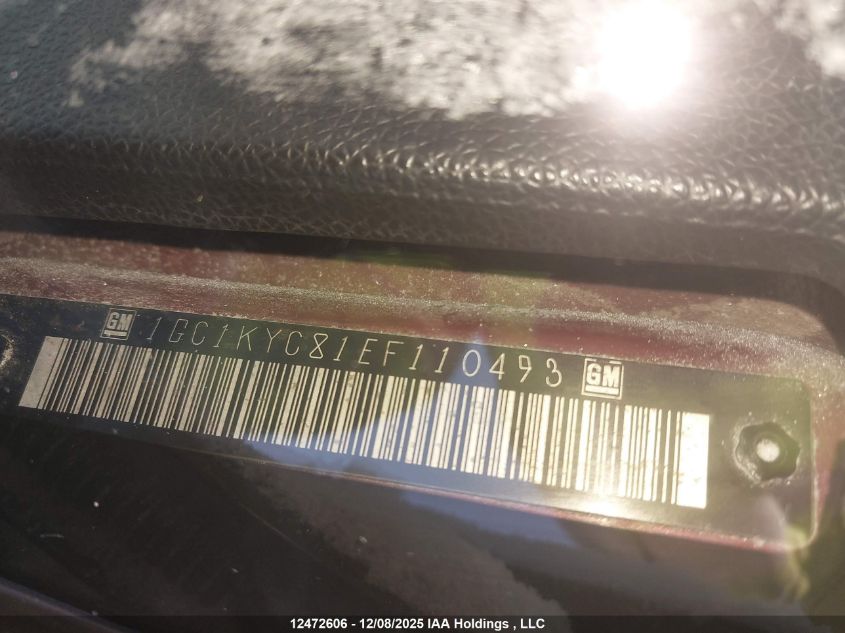 GM 1GC1KYC81EF110493 GM
12472606 - 12/08/2025 IAA Holdings , LLC